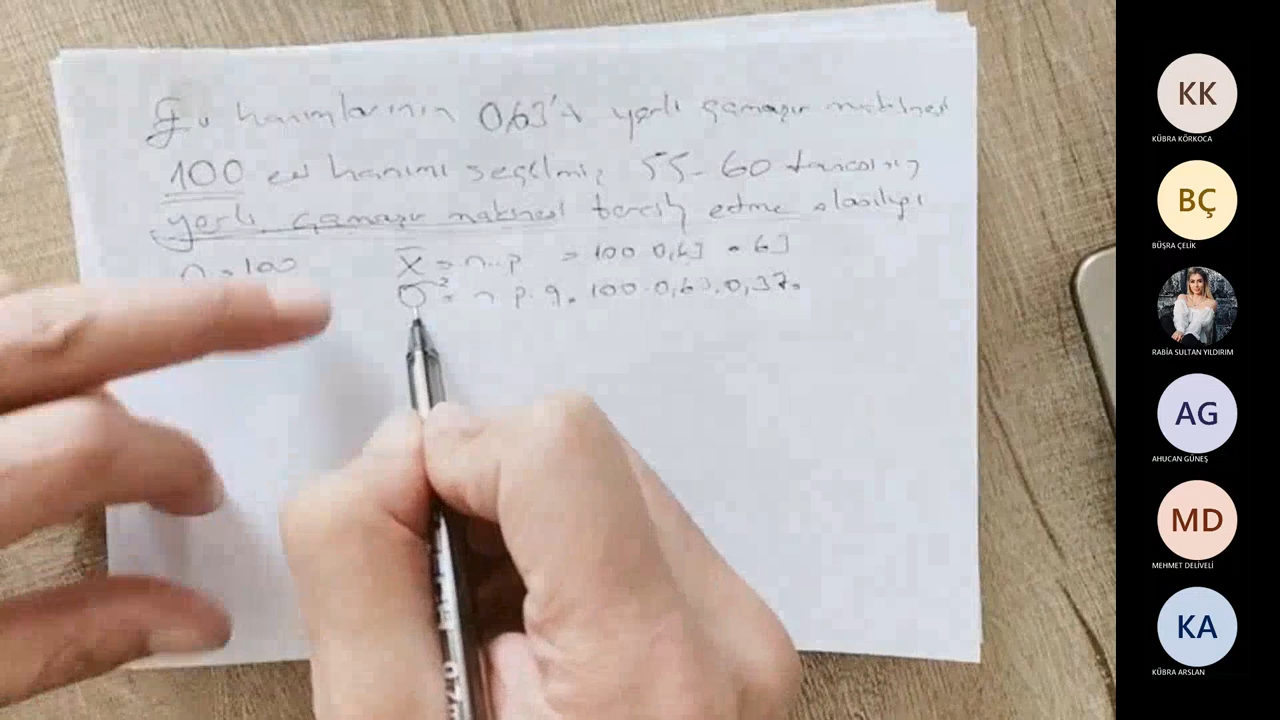 Ev hanımlarının 0,63'ü yerli çamaşır makinesi
100 ev hanımı seçilmiş 55-60 tanesinin
yerli çamaşır makinesi tercih etme olasılığı
n = 100
X̄ = n.p = 100 0,63 = 63
σ² = n.p.q = 100.0,63.0,37=
KK
KÜBRA KÖRKOCA
BÇ
BÜŞRA ÇELİK
RABİA SULTAN YILDIRIM
AG
AHUCAN GÜNEŞ
MD
MEHMET DELİVELİ
KA
KÜBRA ARSLAN